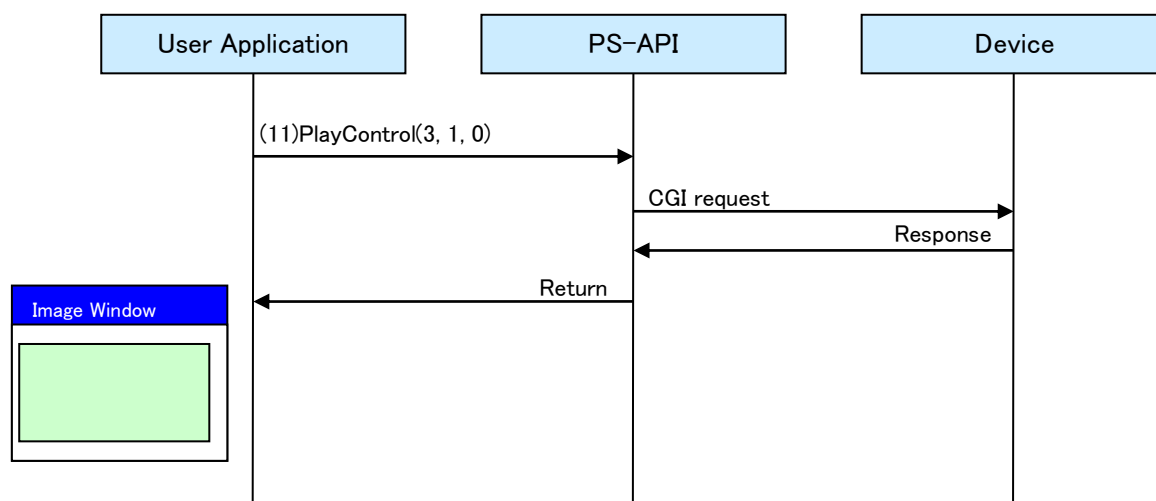 User Application
PS-API
Device
(11)PlayControl(3, 1, 0)
CGI request
Response
Return
Image Window